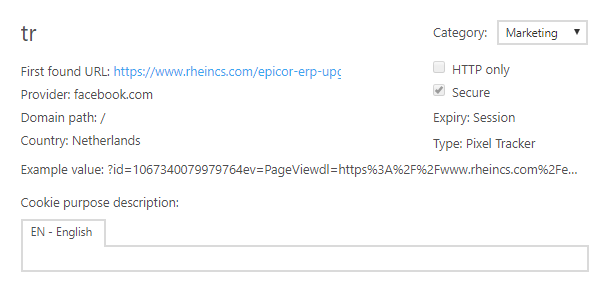 tr
Category: Marketing
First found URL: https://www.rheincs.com/epicor-erp-upg
HTTP only
Provider: facebook.com
Secure
Domain path: /
Expiry: Session
Country: Netherlands
Type: Pixel Tracker
Example value: ?id=1067340079979764ev=PageViewdl=https%3A%2F%2Fwww.rheincs.com%2Fe...
Cookie purpose description:
EN - English